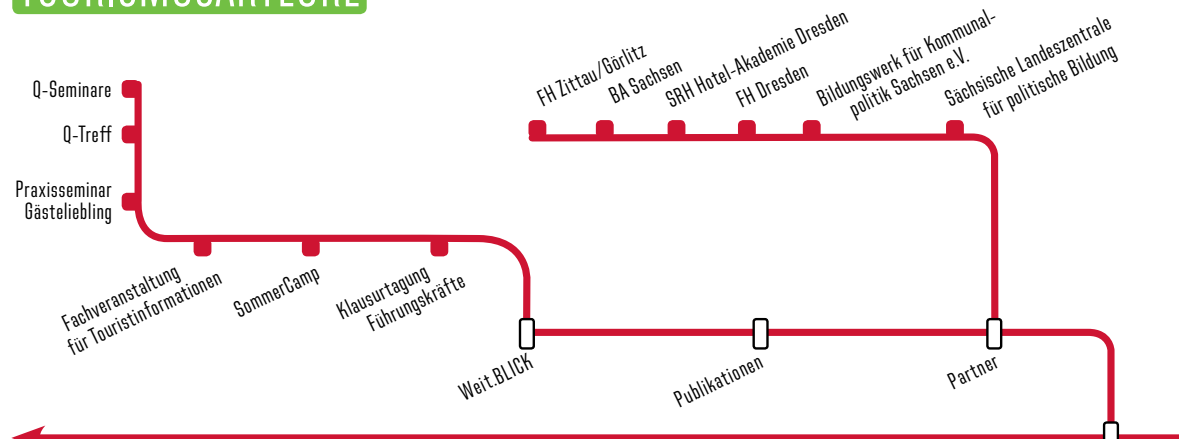 TOURISMUSAKTEURE
Q-Seminare
Q-Treff
Praxisseminar
Gästeliebling
Fachveranstaltung
für Touristinformationen
SommerCamp
Klausurtagung
Führungskräfte
Weit.BLICK
Publikationen
Partner
FH Zittau/Görlitz
BA Sachsen
SRH Hotel-Akademie Dresden
FH Dresden
Bildungswerk für Kommunal-
politik Sachsen e.V.
Sächsische Landeszentrale
für politische Bildung